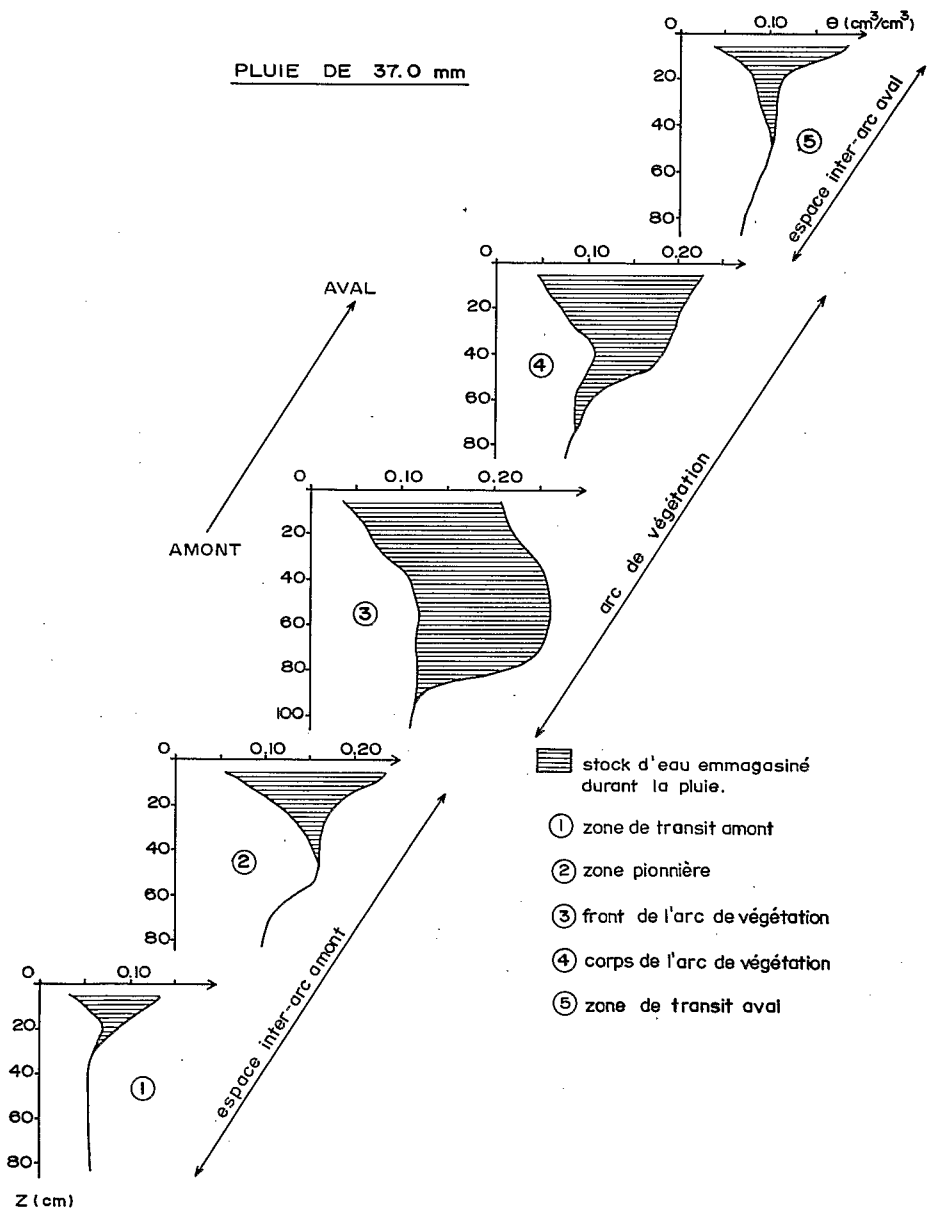 PLUIE DE 37.0 mm
0 0.10 θ (cm³/cm³)
20
40
60
80
5
espace inter-arc aval
0 0.10 0.20
20
40
60
80
4
AVAL
AMONT
arc de végétation
0 0.10 0.20
20
40
60
80
100
3
0 0.10 0.20
20
40
60
80
2
espace inter-arc amont
0 0.10
20
40
60
80
1
Z (cm)
stock d'eau emmagasiné
durant la pluie.
1 zone de transit amont
2 zone pionnière
3 front de l'arc de végétation
4 corps de l'arc de végétation
5 zone de transit aval